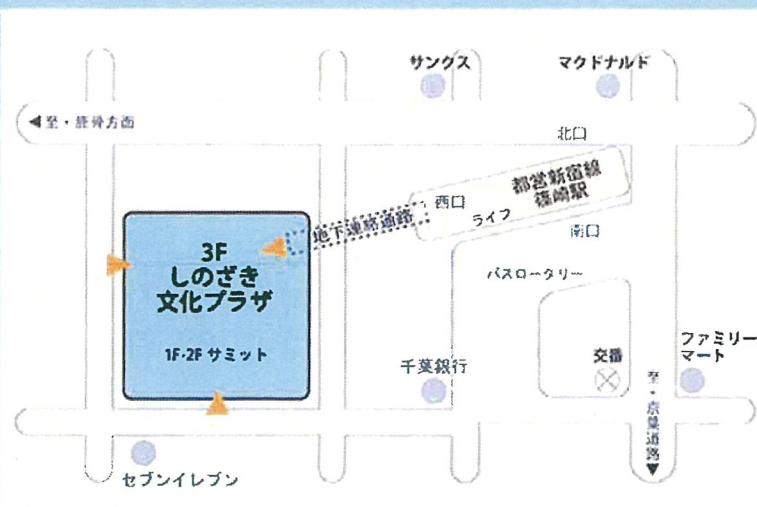 サンクス
マクドナルド
◀至・鹿骨方面
北口
都営新宿線
篠崎駅
西口
ライフ
地下連絡通路
南口
3F
しのざき
文化プラザ
バスロータリー
1F・2F サミット
千葉銀行
交番
ファミリー
マート
至・京葉道路▼
セブンイレブン